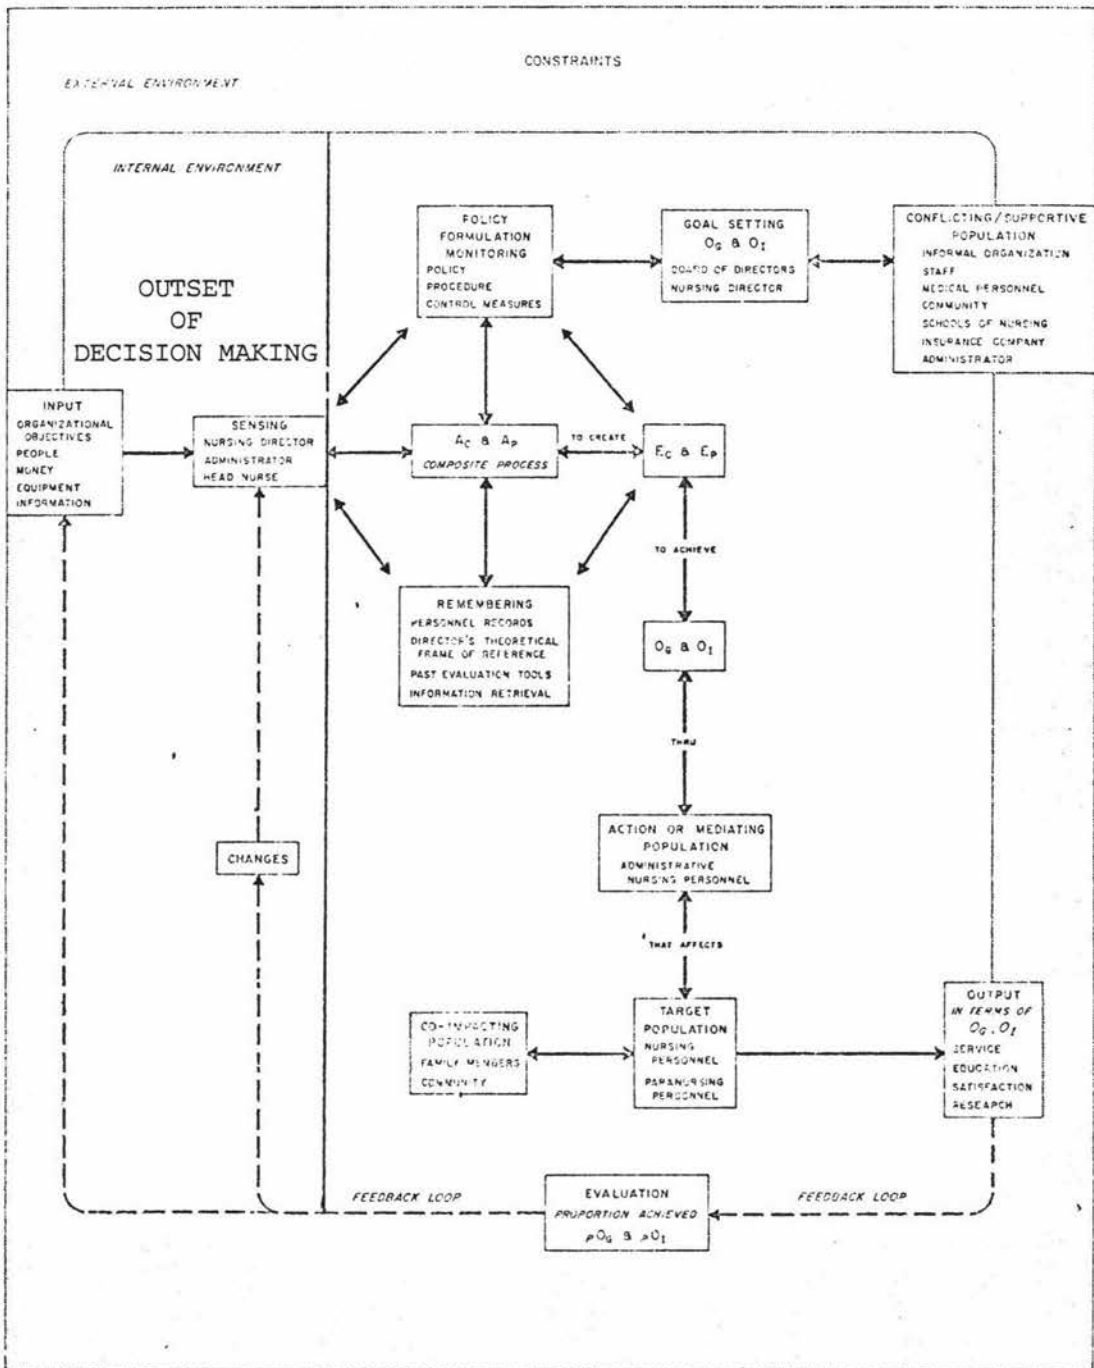 CONSTRAINTS
EXTERNAL ENVIRONMENT
INTERNAL ENVIRONMENT
OUTSET
OF
DECISION MAKING
POLICY
FORMULATION
MONITORING
POLICY
PROCEDURE
CONTROL MEASURES
GOAL SETTING
OG & OI
BOARD OF DIRECTORS
NURSING DIRECTOR
CONFLICTING/SUPPORTIVE
POPULATION
INFORMAL ORGANIZATION
STAFF
MEDICAL PERSONNEL
COMMUNITY
SCHOOLS OF NURSING
INSURANCE COMPANY
ADMINISTRATOR
INPUT
ORGANIZATIONAL
OBJECTIVES
PEOPLE
MONEY
EQUIPMENT
INFORMATION
SENSING
NURSING DIRECTOR
ADMINISTRATOR
HEAD NURSE
AC & AP
COMPOSITE PROCESS
TO CREATE
EC & EP
TO ACHIEVE
REMEMBERING
PERSONNEL RECORDS
DIRECTOR'S THEORETICAL
FRAME OF REFERENCE
PAST EVALUATION TOOLS
INFORMATION RETRIEVAL
OG & OI
THRU
ACTION OR MEDIATING
POPULATION
ADMINISTRATIVE
NURSING PERSONNEL
CHANGES
THAT AFFECTS
CO-IMPACTING
POPULATION
FAMILY MEMBERS
COMMUNITY
TARGET
POPULATION
NURSING
PERSONNEL
PARANURSING
PERSONNEL
OUTPUT
IN TERMS OF
OG, OI
SERVICE
EDUCATION
SATISFACTION
RESEARCH
FEEDBACK LOOP
EVALUATION
PROPORTION ACHIEVED
pOG & pOI
FEEDBACK LOOP